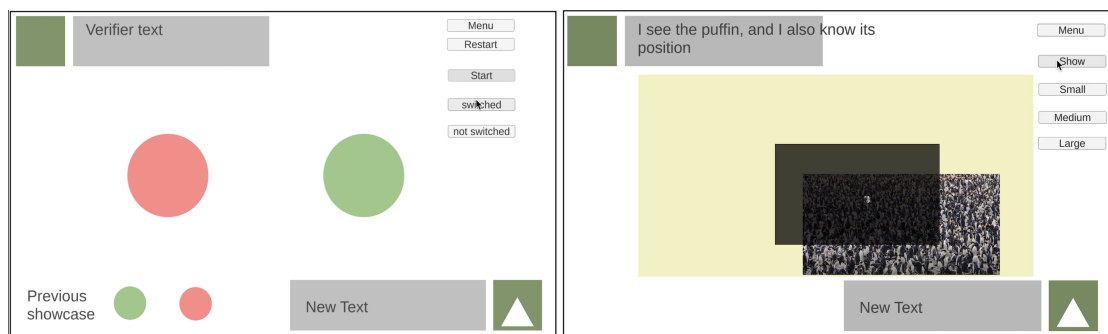 Verifier text
Menu
Restart
Start
switched
not switched
Previous
showcase
New Text
I see the puffin, and I also know its
position
Menu
Show
Small
Medium
Large
New Text